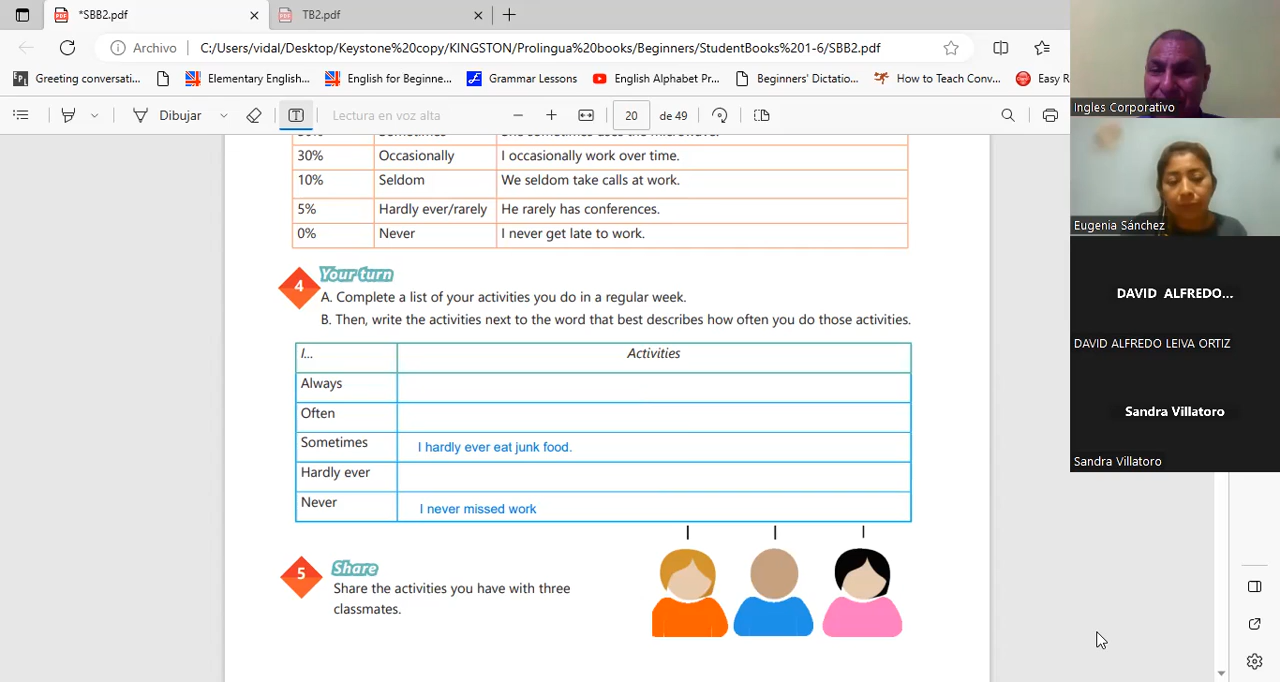 *SBB2.pdf
TB2.pdf
Archivo
C:/Users/vidal/Desktop/Keystone%20copy/KINGSTON/Prolingua%20books/Beginners/StudentBooks%201-6/SBB2.pdf
Greeting conversati...
Elementary English...
English for Beginne...
Grammar Lessons
English Alphabet Pr...
Beginners' Dictatio...
How to Teach Conv...
Easy R
Dibujar
Lectura en voz alta
20
de 49
30% Occasionally I occasionally work over time.
10% Seldom We seldom take calls at work.
5% Hardly ever/rarely He rarely has conferences.
0% Never I never get late to work.
4 Your turn
A. Complete a list of your activities you do in a regular week.
B. Then, write the activities next to the word that best describes how often you do those activities.
I... Activities
Always
Often
Sometimes I hardly ever eat junk food.
Hardly ever
Never I never missed work
5 Share
Share the activities you have with three
classmates.
Ingles Corporativo
Eugenia Sánchez
DAVID ALFREDO...
DAVID ALFREDO LEIVA ORTIZ
Sandra Villatoro
Sandra Villatoro